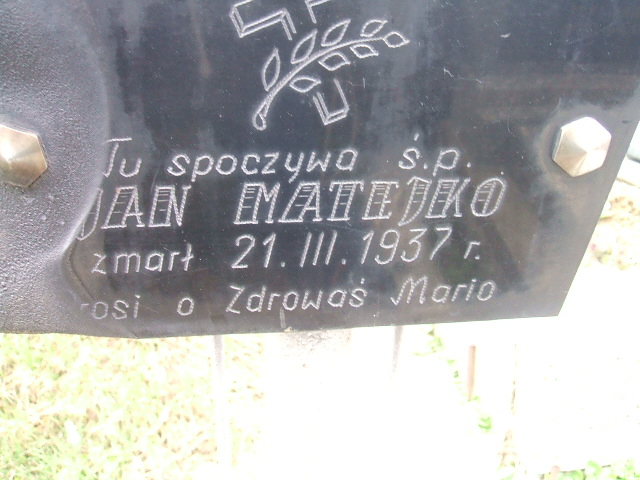 Tu spoczywa ś.p.
JAN MATEJKO
zmarł 21.III.1937 r.
rosi o Zdrowaś Mario